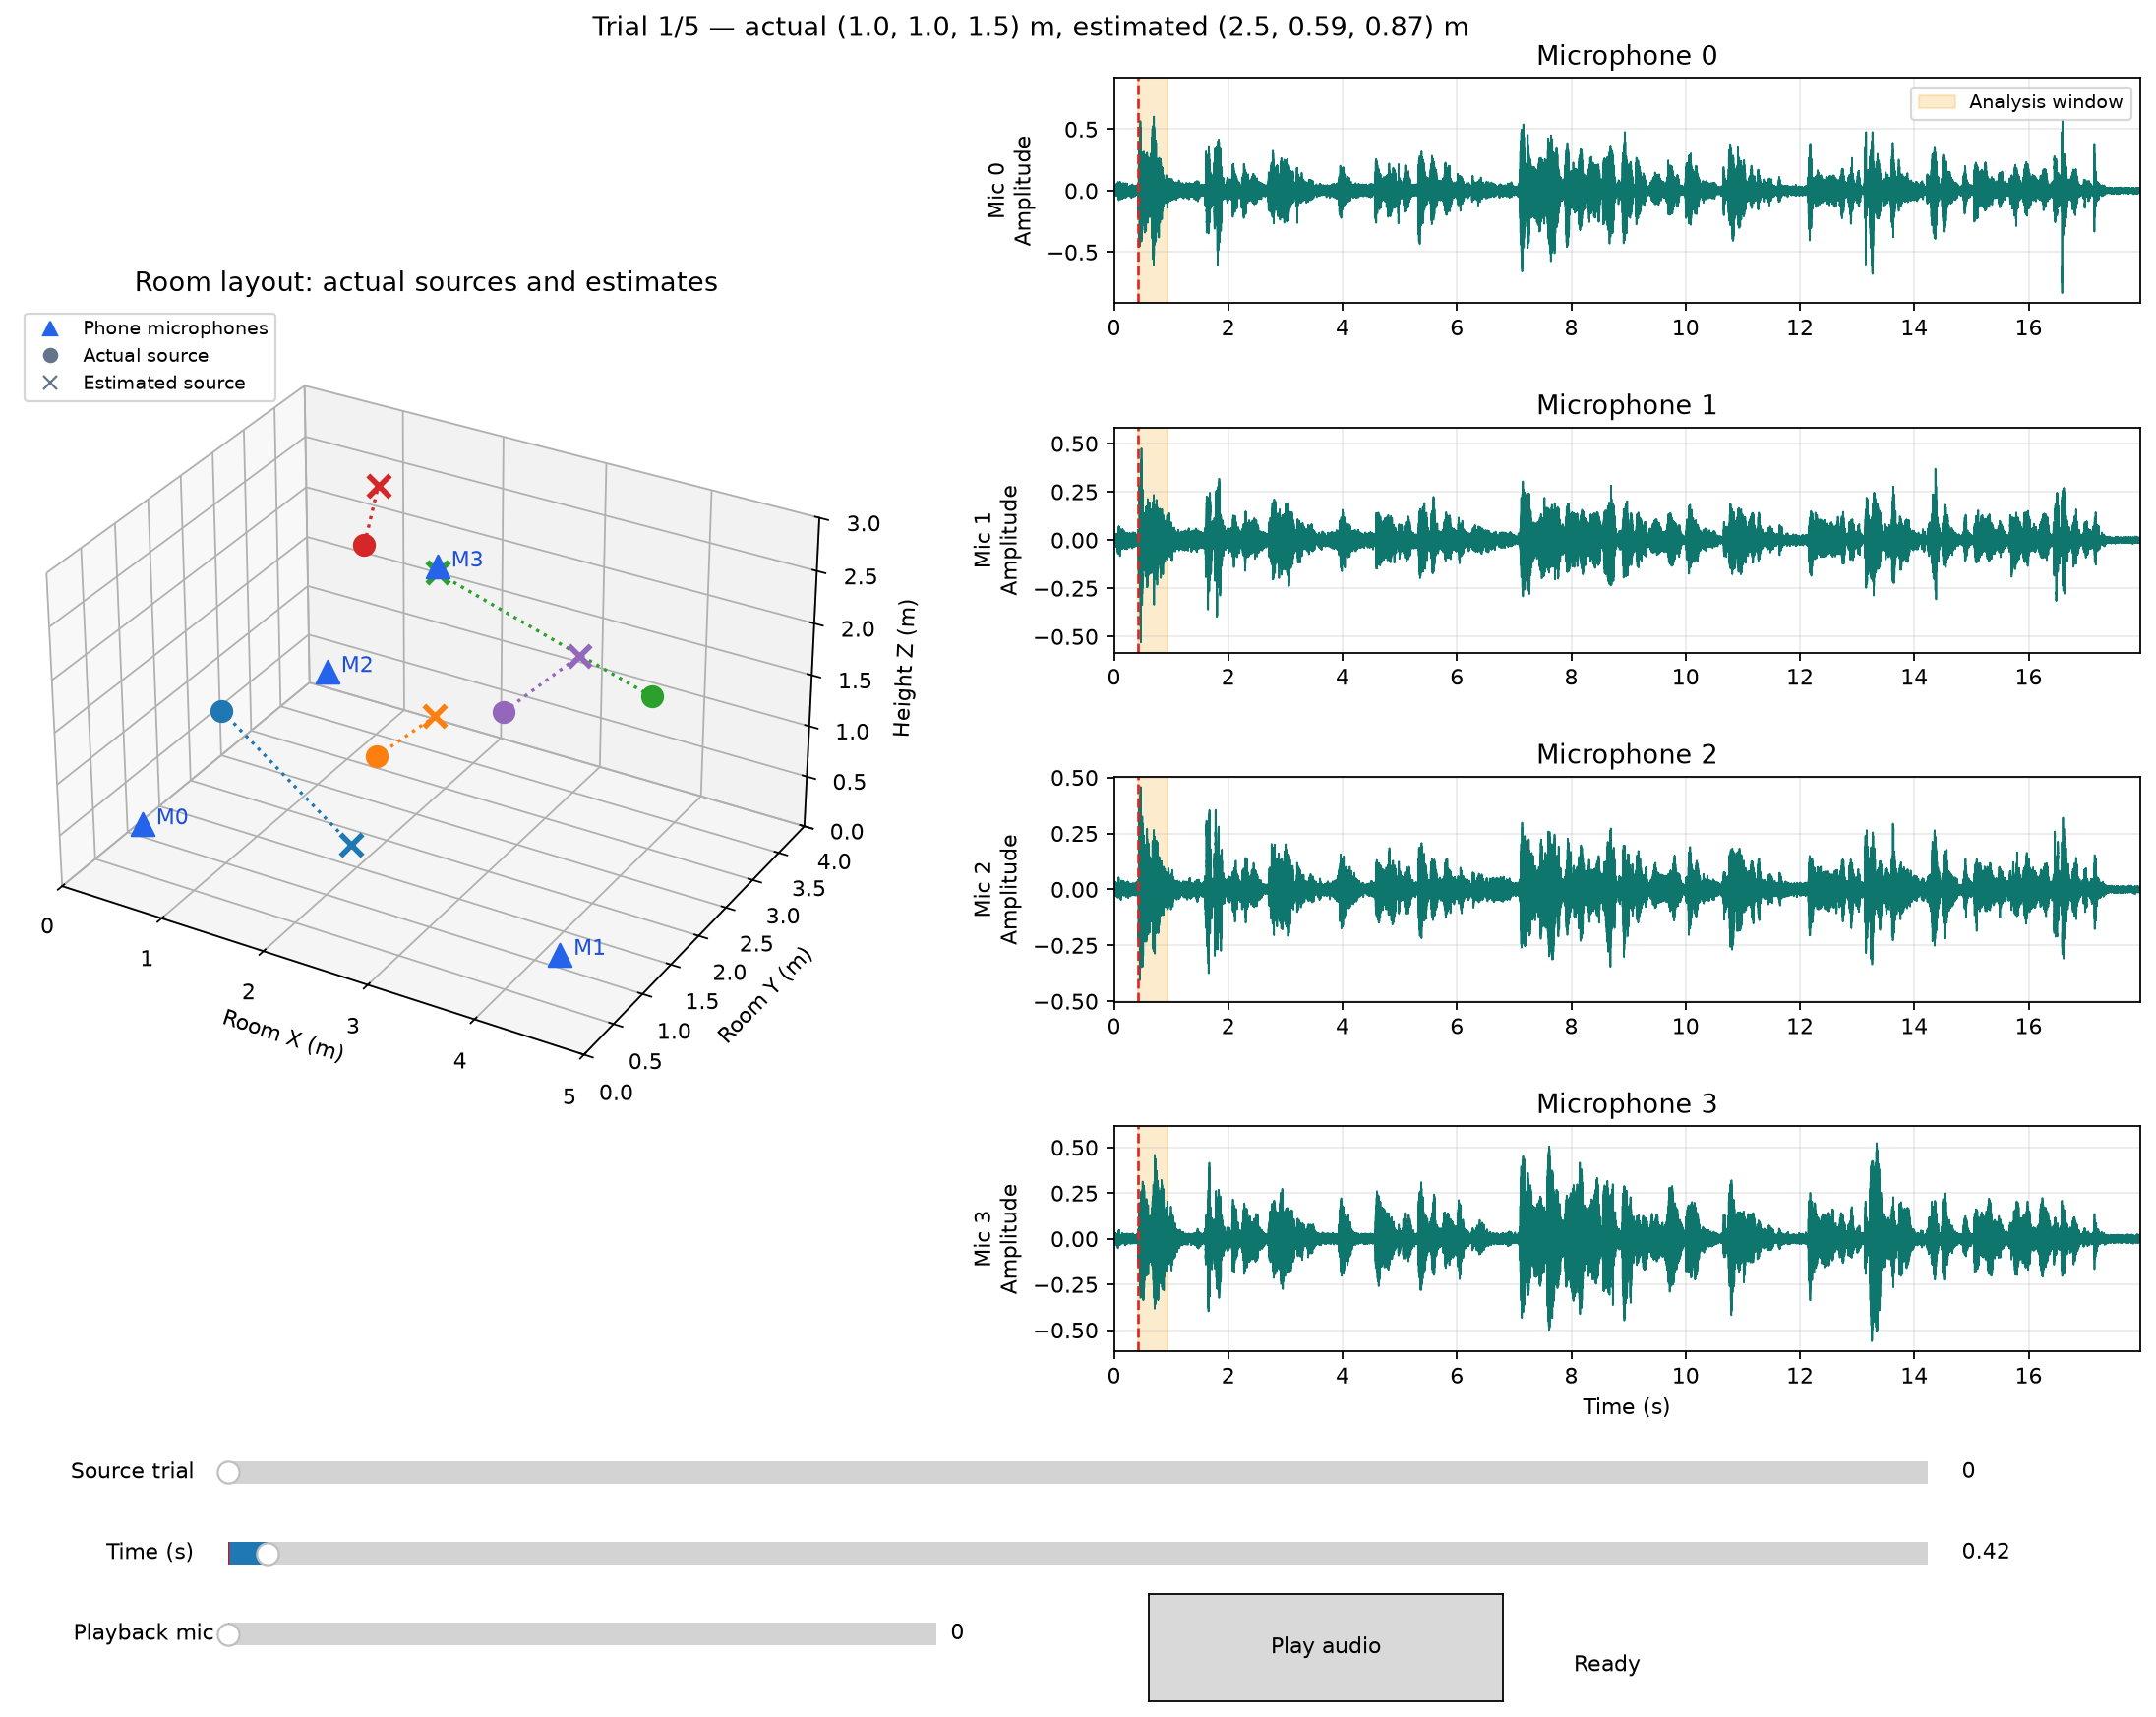 Trial 1/5 — actual (1.0, 1.0, 1.5) m, estimated (2.5, 0.59, 0.87) m
Room layout: actual sources and estimates
Phone microphones
Actual source
Estimated source
M0
M1
M2
M3
0
1
2
3
4
5
Room X (m)
0.0
0.5
1.0
1.5
2.0
2.5
3.0
3.5
4.0
Room Y (m)
0.0
0.5
1.0
1.5
2.0
2.5
3.0
Height Z (m)
Microphone 0
Analysis window
Mic 0
Amplitude
0.5
0.0
−0.5
0 2 4 6 8 10 12 14 16
Microphone 1
Mic 1
Amplitude
0.50
0.25
0.00
−0.25
−0.50
0 2 4 6 8 10 12 14 16
Microphone 2
Mic 2
Amplitude
0.50
0.25
0.00
−0.25
−0.50
0 2 4 6 8 10 12 14 16
Microphone 3
Mic 3
Amplitude
0.50
0.25
0.00
−0.25
−0.50
0 2 4 6 8 10 12 14 16
Time (s)
Source trial 0
Time (s) 0.42
Playback mic 0
Play audio
Ready